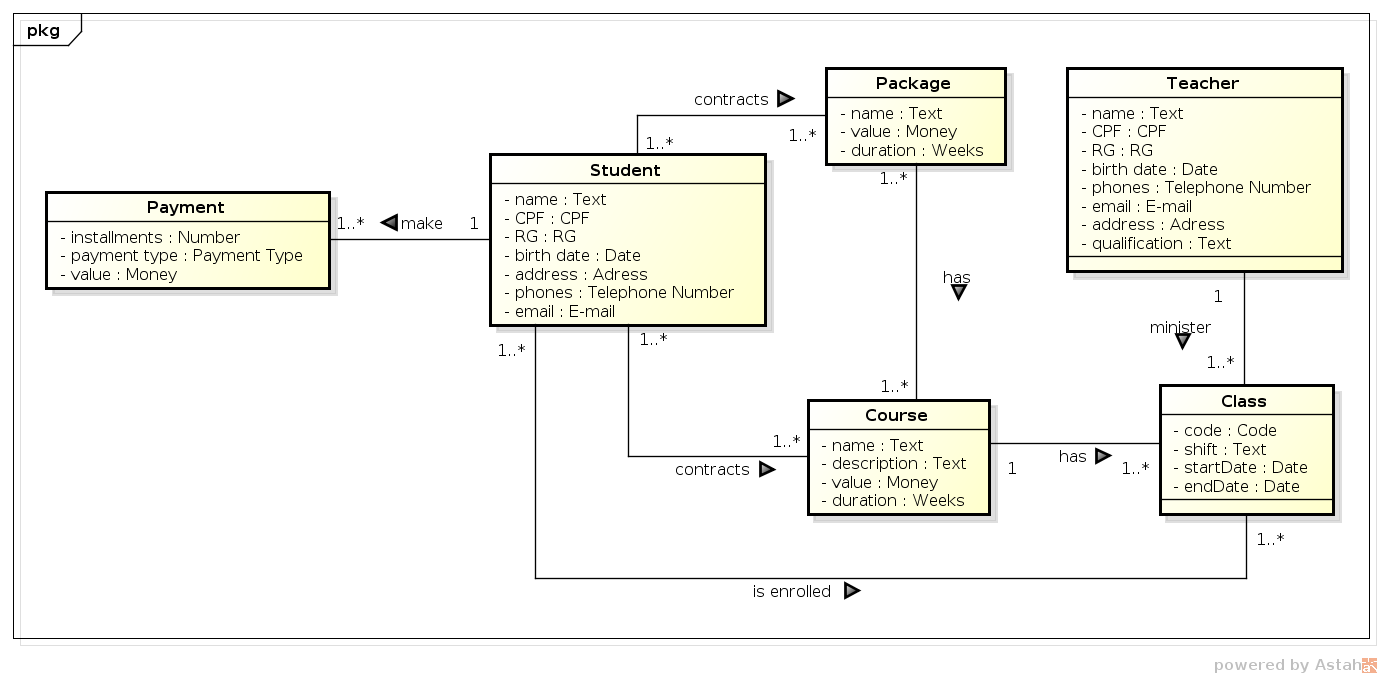 pkg
Package
- name : Text
- value : Money
- duration : Weeks
Teacher
- name : Text
- CPF : CPF
- RG : RG
- birth date : Date
- phones : Telephone Number
- email : E-mail
- address : Adress
- qualification : Text
contracts
1..*
1..*
Student
- name : Text
- CPF : CPF
- RG : RG
- birth date : Date
- address : Adress
- phones : Telephone Number
- email : E-mail
Payment
- installments : Number
- payment type : Payment Type
- value : Money
1..*
make
1
1..*
has
1..*
1
minister
1..*
1..*
1..*
Course
- name : Text
- description : Text
- value : Money
- duration : Weeks
1..*
contracts
Class
- code : Code
- shift : Text
- startDate : Date
- endDate : Date
1
has
1..*
1..*
is enrolled
powered by Astah